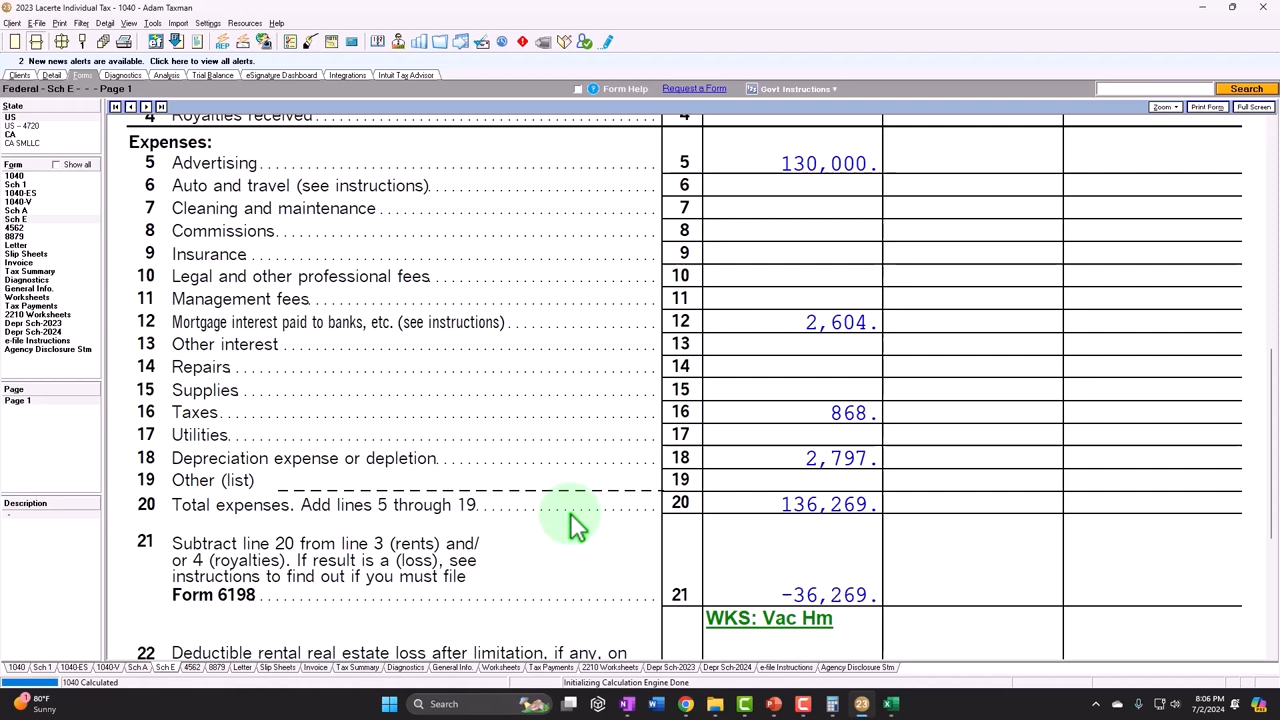 2023 Lacerte Individual Tax - 1040 - Adam Taxman
Client E-File Print Filter Detail View Tools Import Settings Resources Help
REP
2 New news alerts are available. Click here to view all alerts.
Clients Detail Forms Diagnostics Analysis Trial Balance eSignature Dashboard Integrations Intuit Tax Advisor
Federal - Sch E - - - Page 1
Form Help Request a Form Govt Instructions Search
Zoom Print Form Full Screen
State
US
US - 4720
CA
CA SMLLC
Form Show all
1040
Sch 1
1040-ES
1040-V
Sch A
Sch E
4562
8879
Letter
Slip Sheets
Invoice
Tax Summary
Diagnostics
General Info.
Worksheets
Tax Payments
2210 Worksheets
Depr Sch-2023
Depr Sch-2024
e-file Instructions
Agency Disclosure Stm
Page
Page 1
Description
4 Royalties received 4
Expenses:
5 Advertising 5 130,000.
6 Auto and travel (see instructions) 6
7 Cleaning and maintenance 7
8 Commissions 8
9 Insurance 9
10 Legal and other professional fees 10
11 Management fees 11
12 Mortgage interest paid to banks, etc. (see instructions) 12 2,604.
13 Other interest 13
14 Repairs 14
15 Supplies 15
16 Taxes 16 868.
17 Utilities 17
18 Depreciation expense or depletion 18 2,797.
19 Other (list) 19
20 Total expenses. Add lines 5 through 19 20 136,269.
21 Subtract line 20 from line 3 (rents) and/
or 4 (royalties). If result is a (loss), see
instructions to find out if you must file
Form 6198 21 -36,269.
WKS: Vac Hm
22 Deductible rental real estate loss after limitation, if any, on
1040 Sch 1 1040-ES 1040-V Sch A Sch E 4562 8879 Letter Slip Sheets Invoice Tax Summary Diagnostics General Info. Worksheets Tax Payments 2210 Worksheets Depr Sch-2023 Depr Sch-2024 e-file Instructions Agency Disclosure Stm
1040 Calculated Initializing Calculation Engine Done
80°F
Sunny
Search
8:06 PM
7/2/2024